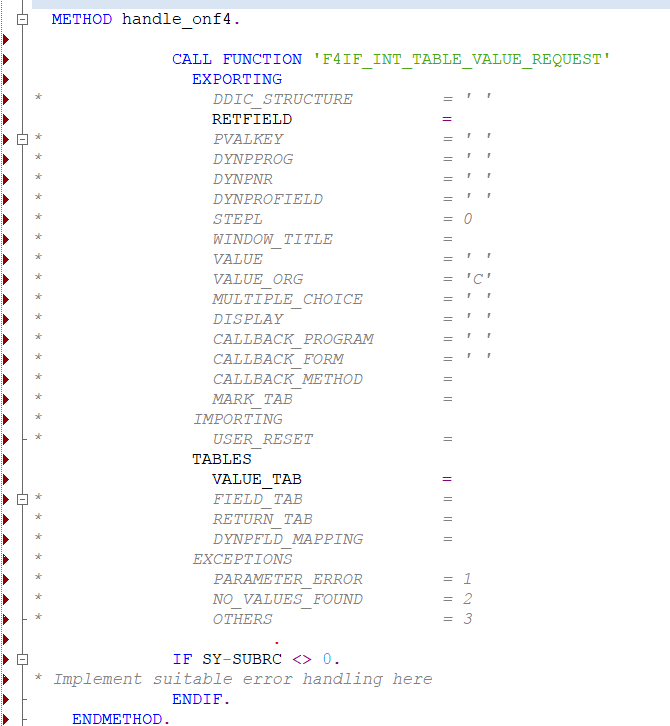 METHOD handle_onf4.
CALL FUNCTION 'F4IF_INT_TABLE_VALUE_REQUEST'
EXPORTING
* DDIC_STRUCTURE = ' '
RETFIELD =
* PVALKEY = ' '
* DYNPPROG = ' '
* DYNPNR = ' '
* DYNPROFIELD = ' '
* STEPL = 0
* WINDOW_TITLE =
* VALUE = ' '
* VALUE_ORG = 'C'
* MULTIPLE_CHOICE = ' '
* DISPLAY = ' '
* CALLBACK_PROGRAM = ' '
* CALLBACK_FORM = ' '
* CALLBACK_METHOD =
* MARK_TAB =
* IMPORTING
* USER_RESET =
TABLES
VALUE_TAB =
* FIELD_TAB =
* RETURN_TAB =
* DYNPFLD_MAPPING =
* EXCEPTIONS
* PARAMETER_ERROR = 1
* NO_VALUES_FOUND = 2
* OTHERS = 3
.
IF SY-SUBRC <> 0.
* Implement suitable error handling here
ENDIF.
ENDMETHOD.